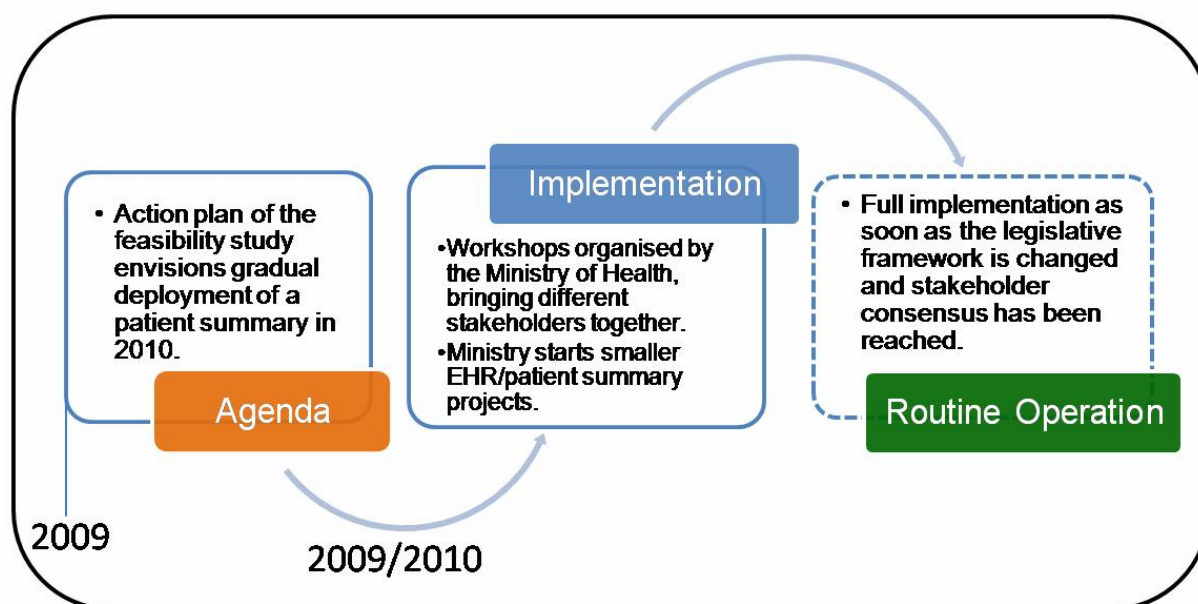 • Action plan of the
feasibility study
envisions gradual
deployment of a
patient summary in
2010.
Agenda
2009
2009/2010
Implementation
•Workshops organised by
the Ministry of Health,
bringing different
stakeholders together.
•Ministry starts smaller
EHR/patient summary
projects.
• Full implementation as
soon as the legislative
framework is changed
and stakeholder
consensus has been
reached.
Routine Operation